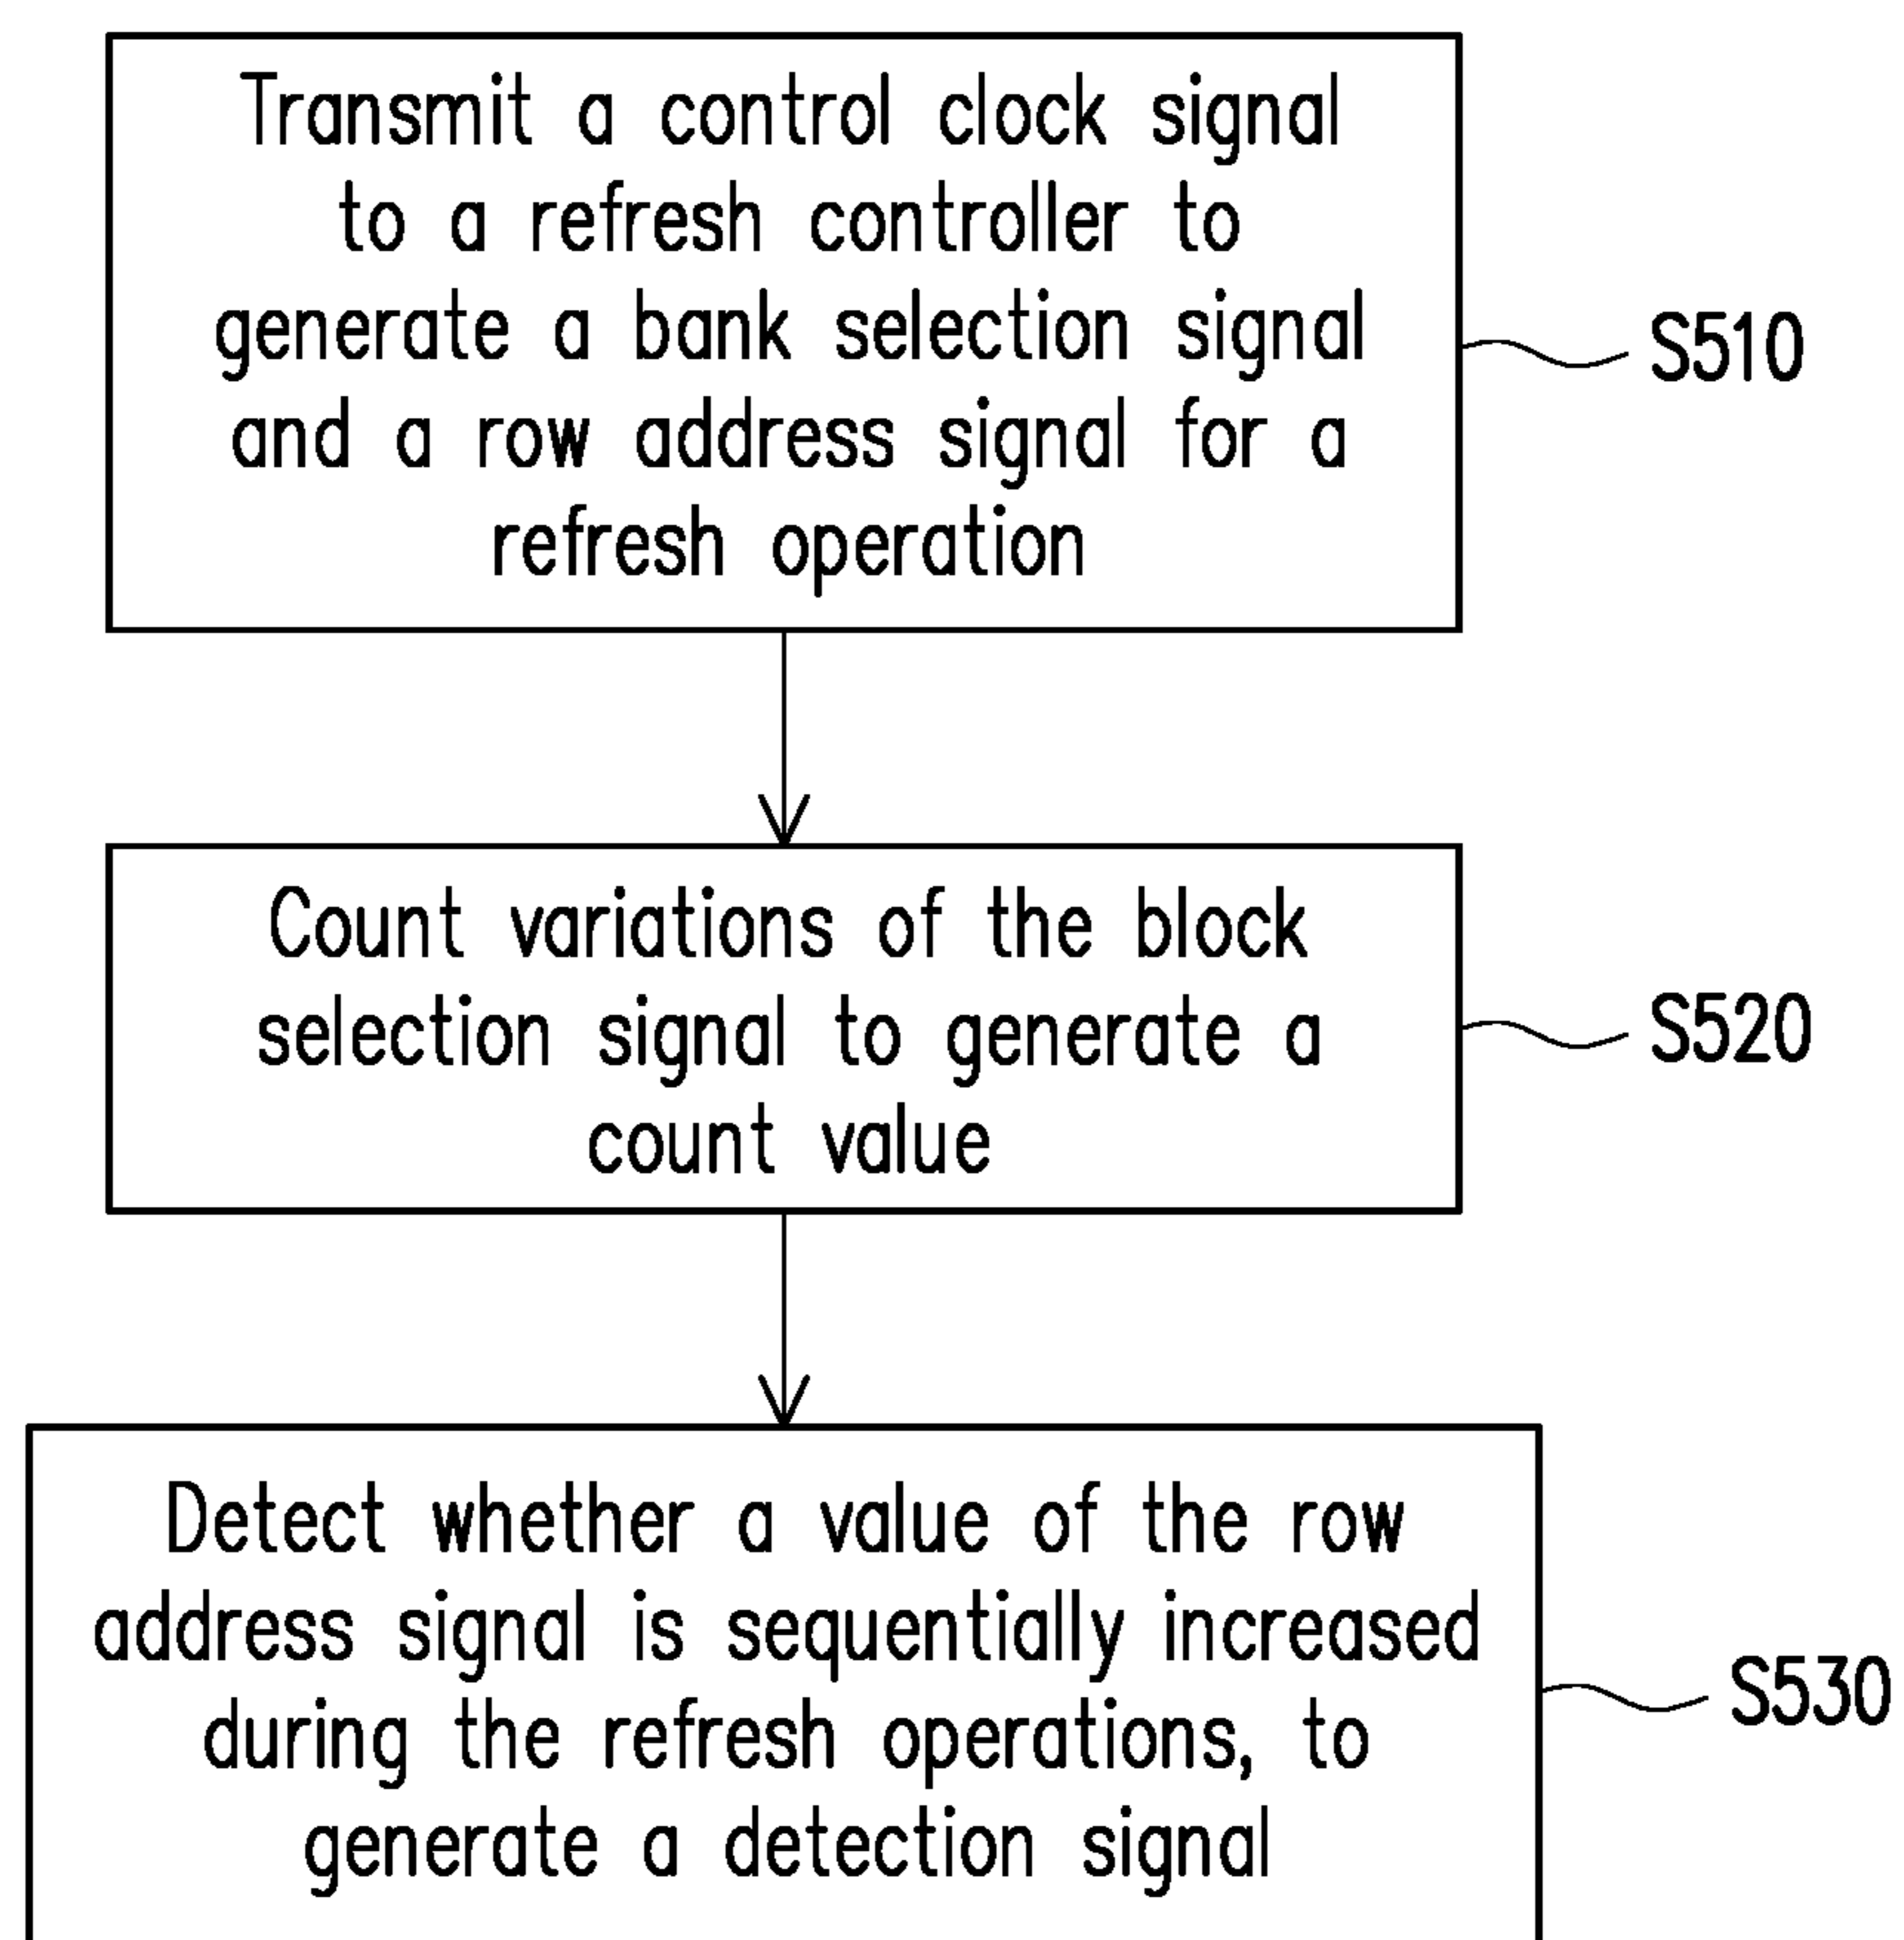 Transmit a control clock signal
to a refresh controller to
generate a bank selection signal
and a row address signal for a
refresh operation
S510
Count variations of the block
selection signal to generate a
count value
S520
Detect whether a value of the row
address signal is sequentially increased
during the refresh operations, to
generate a detection signal
S530